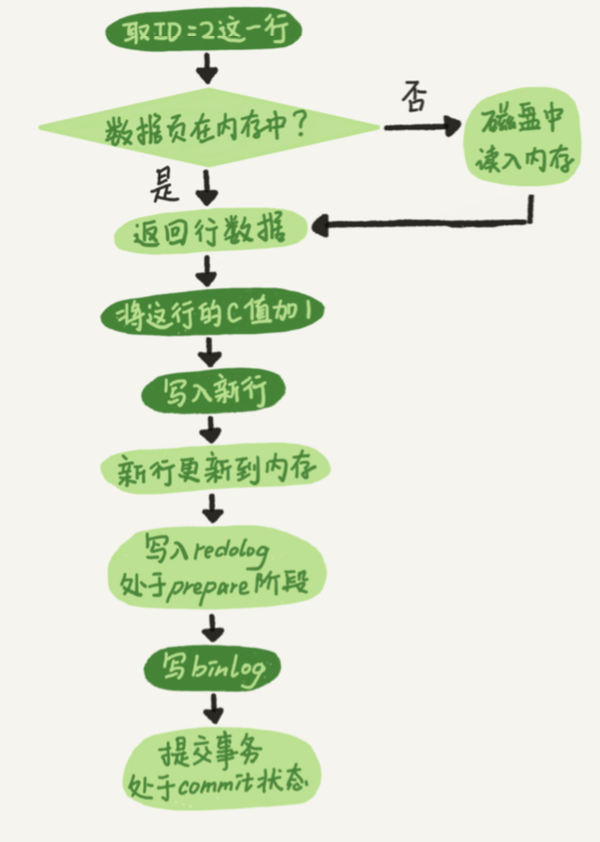 取ID=2这一行
数据页在内存中？
否
磁盘中
读入内存
是
返回行数据
将这行的C值加1
写入新行
新行更新到内存
写入redolog
处于prepare阶段
写binlog
提交事务
处于commit状态